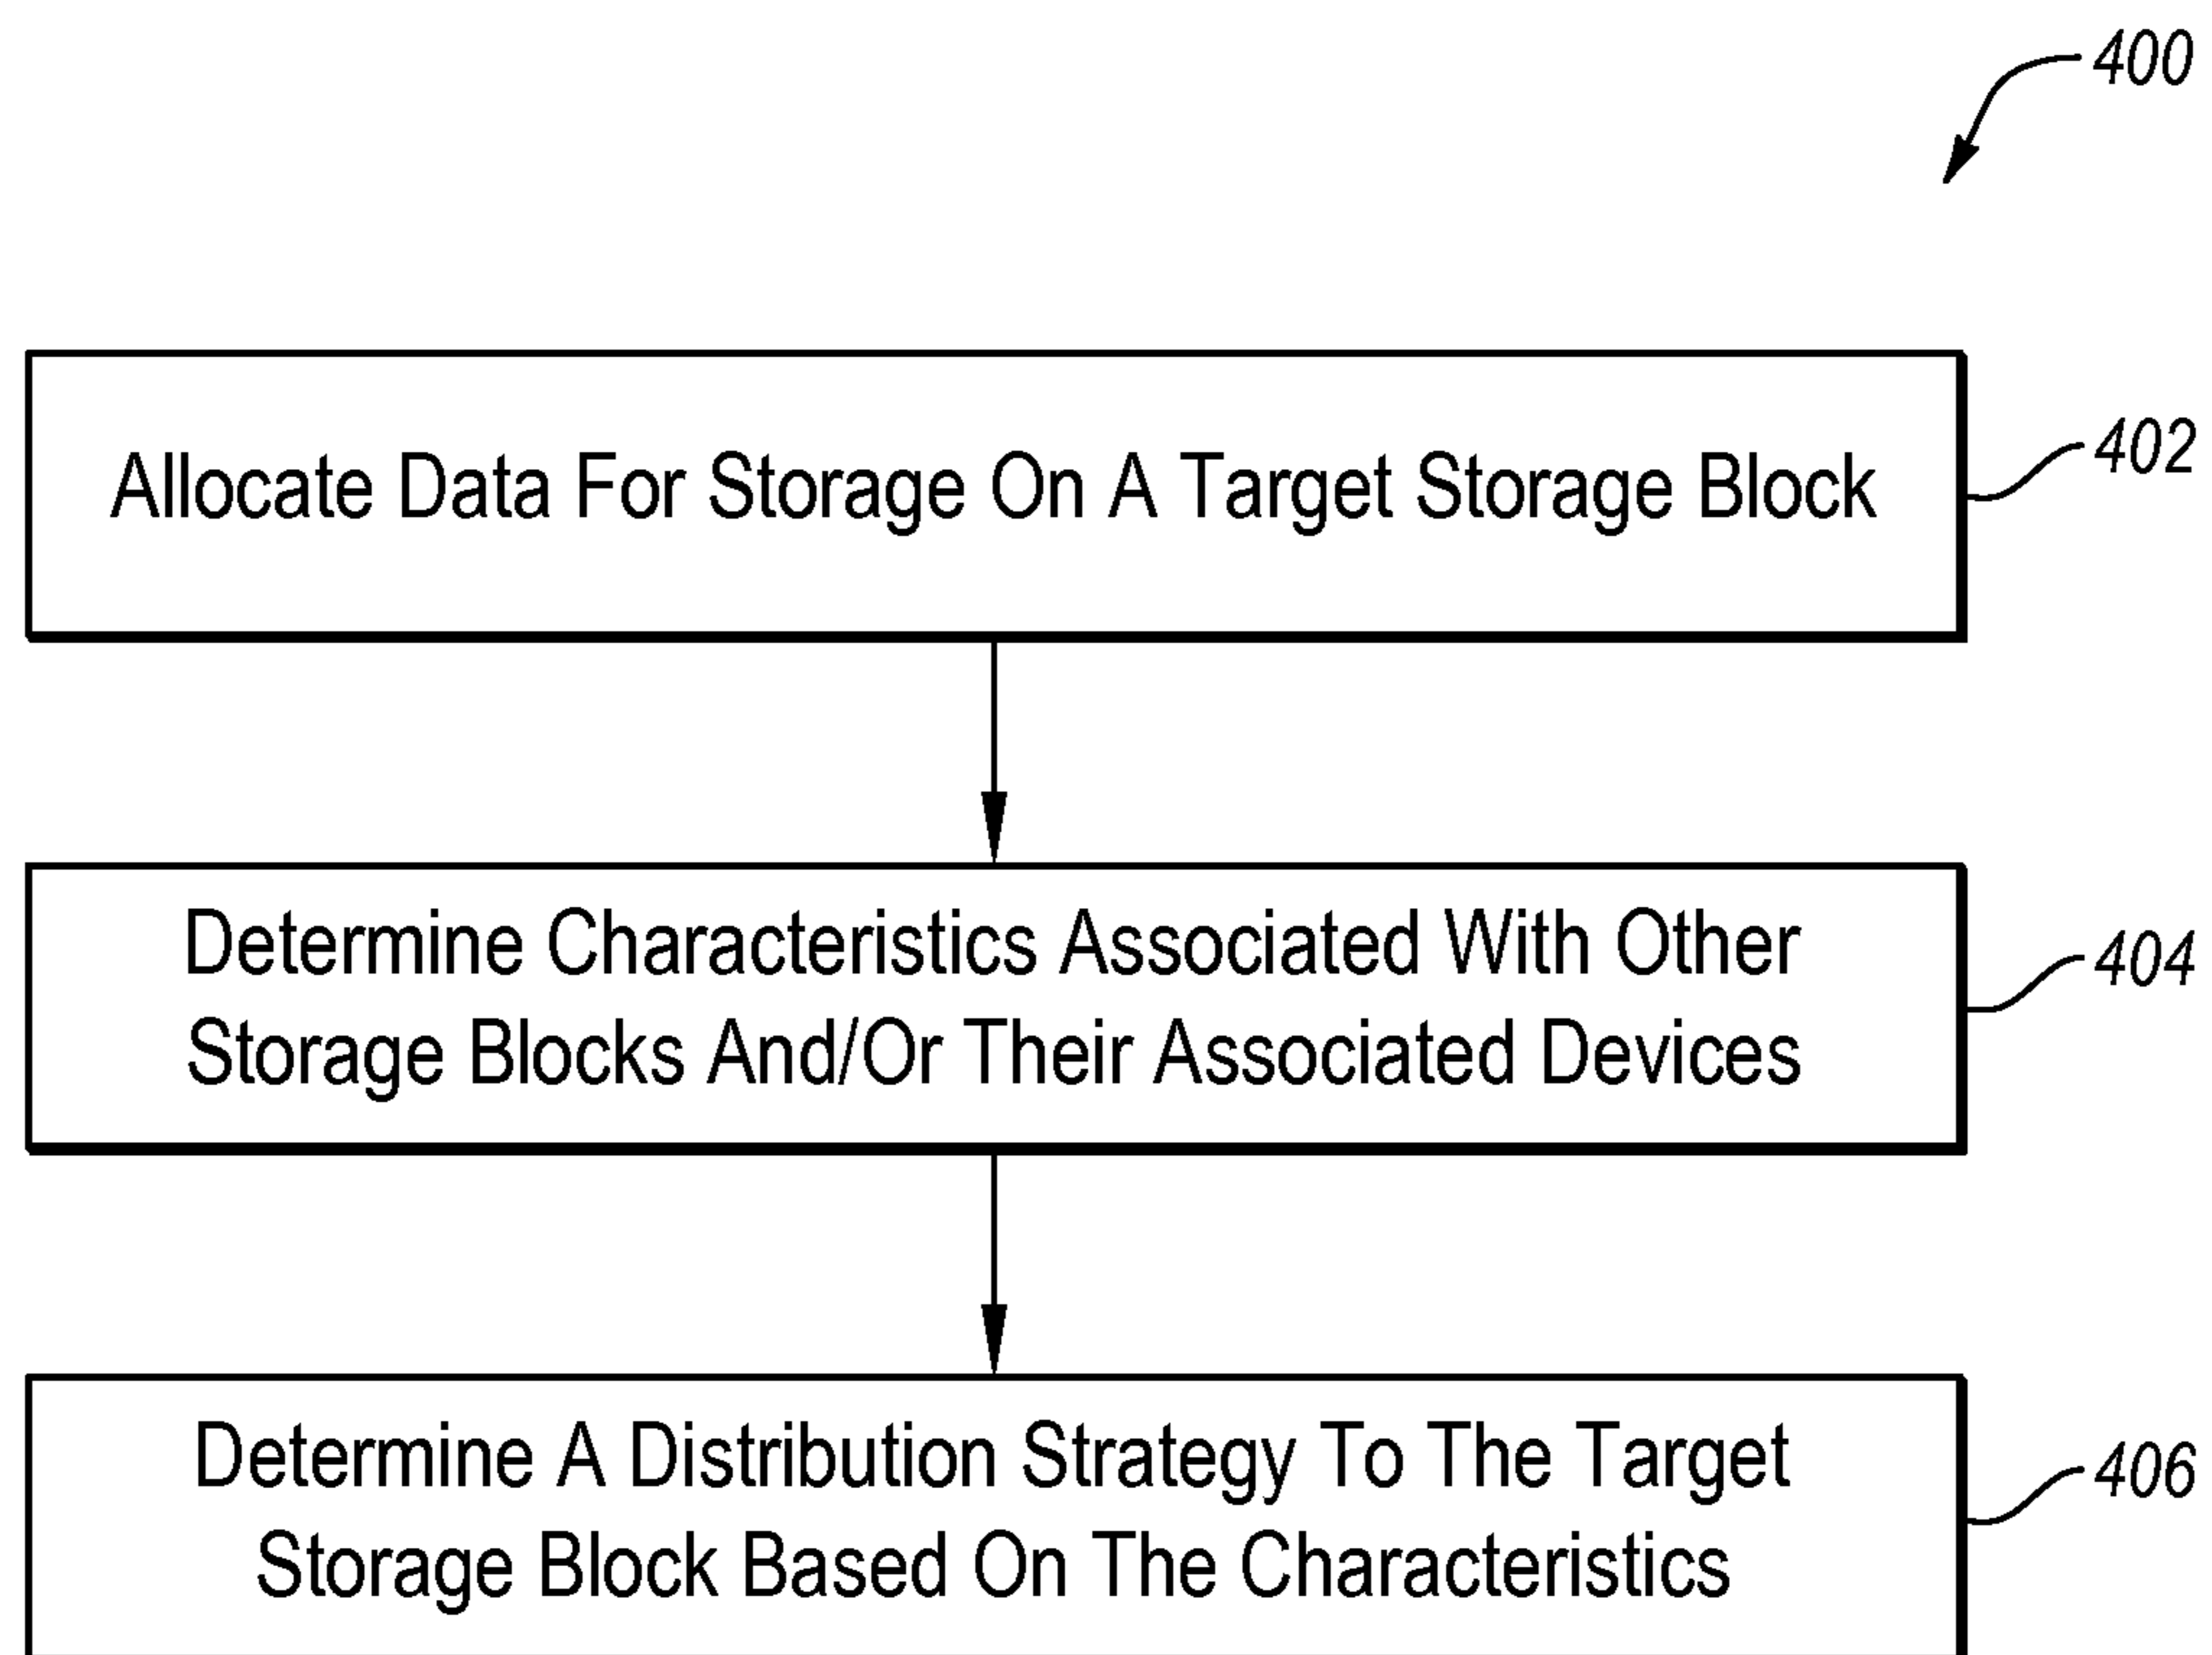 400
Allocate Data For Storage On A Target Storage Block
402
Determine Characteristics Associated With Other
Storage Blocks And/Or Their Associated Devices
404
Determine A Distribution Strategy To The Target
Storage Block Based On The Characteristics
406